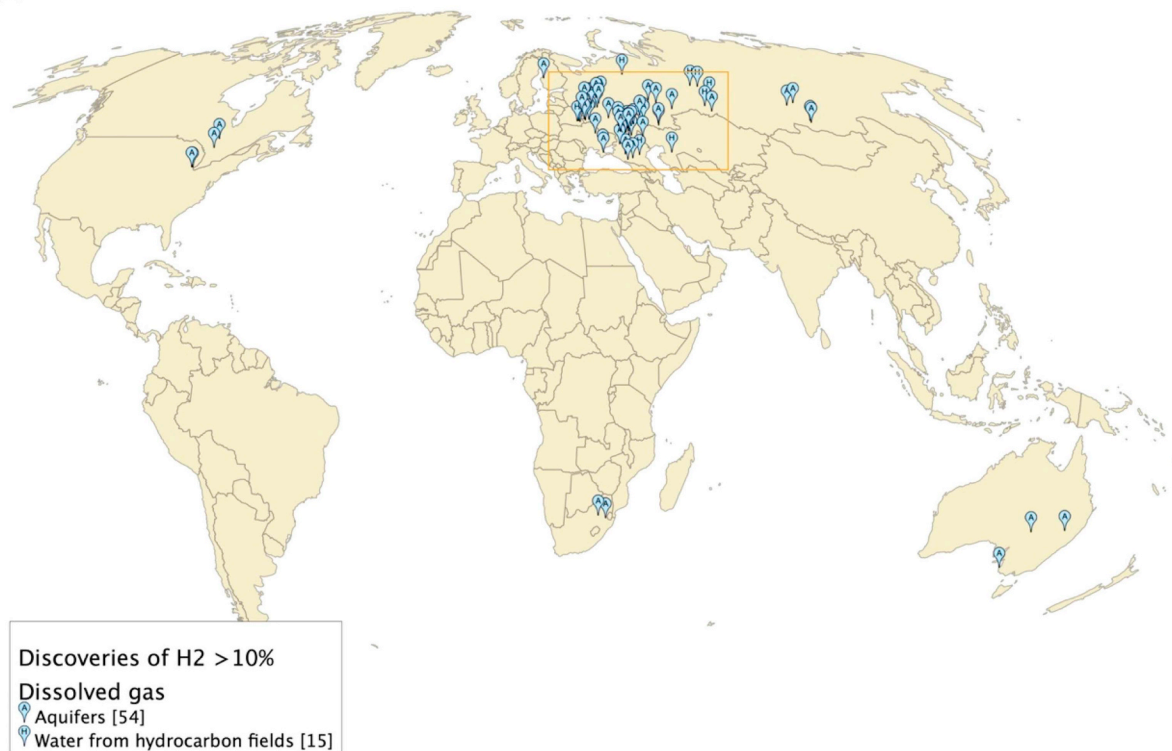 Discoveries of H2 >10%
Dissolved gas
A Aquifers [54]
H Water from hydrocarbon fields [15]